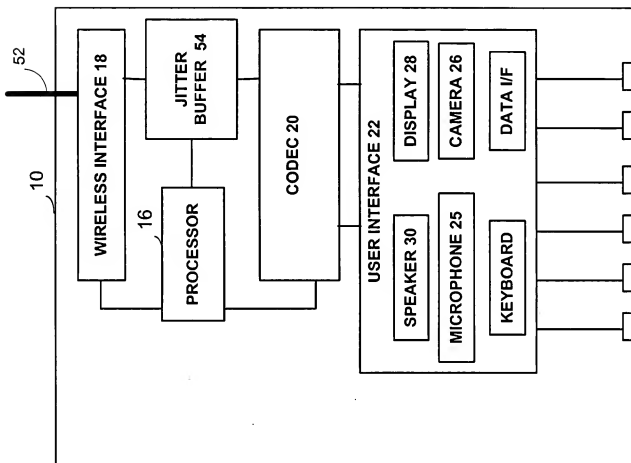 52
10
WIRELESS INTERFACE 18
JITTER
BUFFER 54
16
PROCESSOR
CODEC 20
USER INTERFACE 22
DISPLAY 28
CAMERA 26
DATA I/F
SPEAKER 30
MICROPHONE 25
KEYBOARD